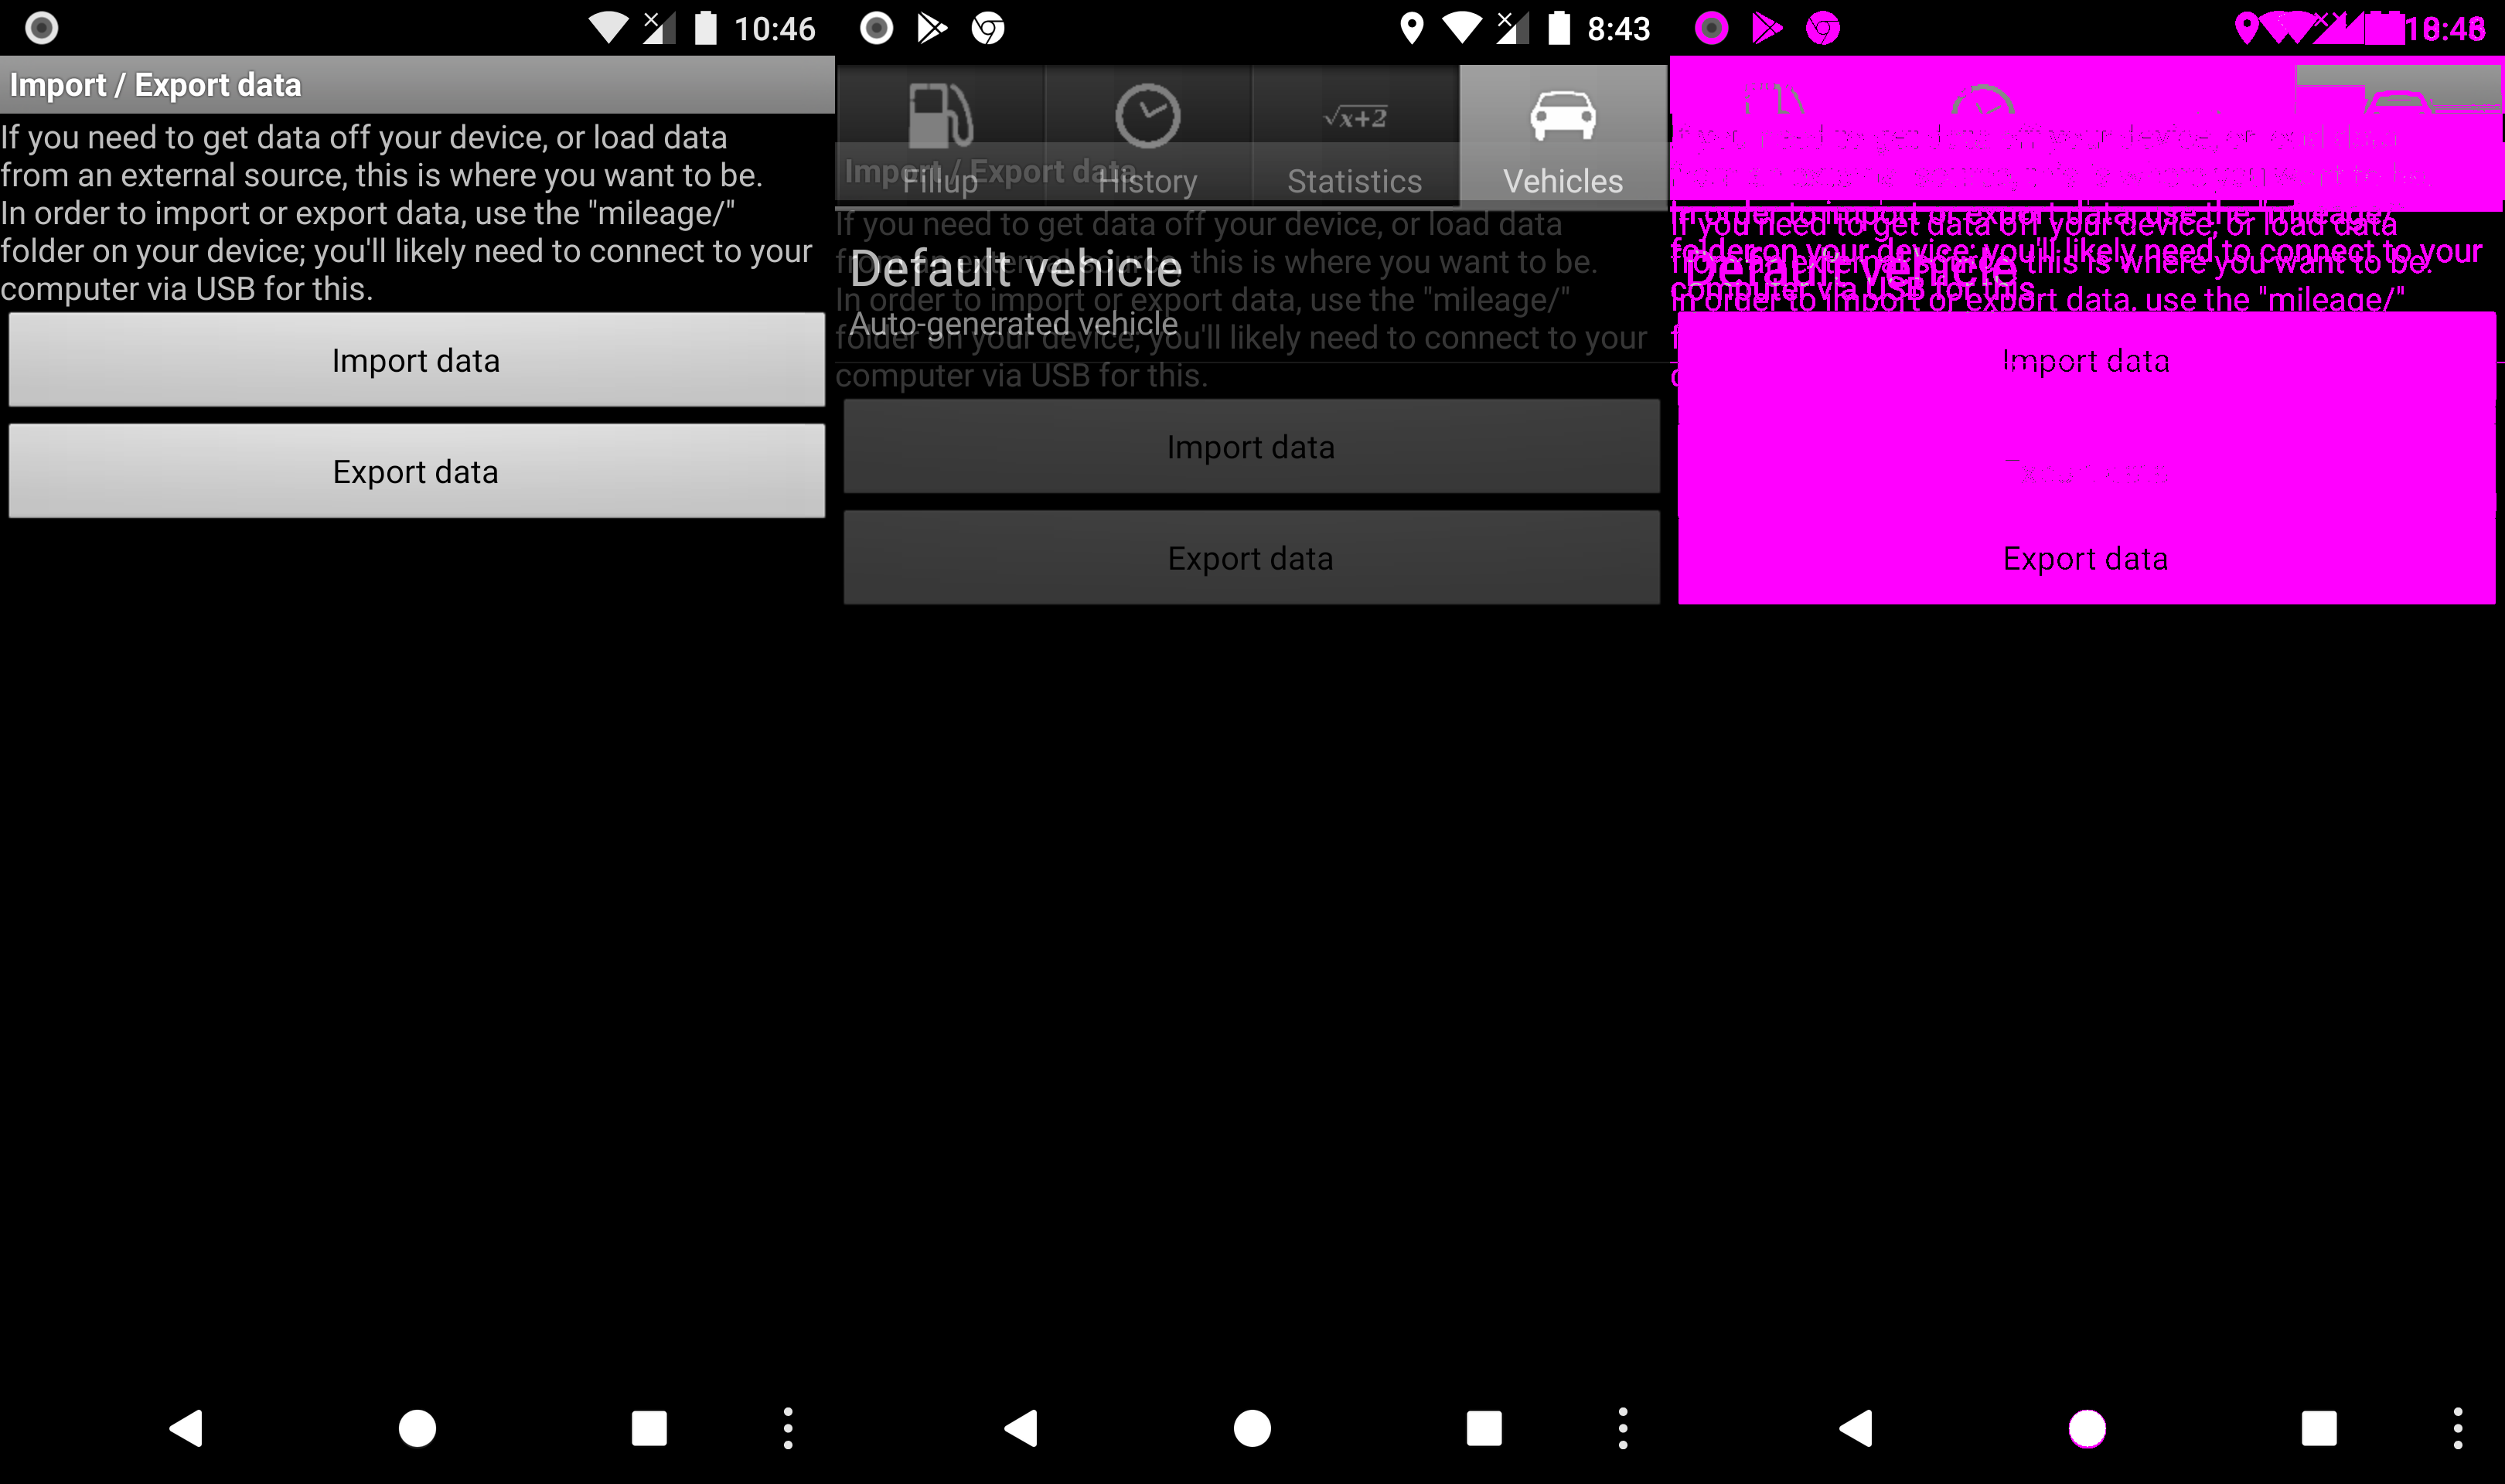 10:46
Import / Export data
If you need to get data off your device, or load data
from an external source, this is where you want to be.
In order to import or export data, use the "mileage/"
folder on your device; you'll likely need to connect to your
computer via USB for this.
Import data
Export data
8:43
√x+2
Fillup History Statistics Vehicles
Import / Export data
If you need to get data off your device, or load data
from an external source, this is where you want to be.
Default vehicle
In order to import or export data, use the "mileage/"
Auto-generated vehicle
folder on your device; you'll likely need to connect to your
computer via USB for this.
Import data
Export data
In order to import or export data, use the "mileage/
If you need to get data off your device, or load data
folder on your device; you'll likely need to connect to your
this is where you want to be.
Default vehicle
computer via USB for this
In order to import or export data, use the "mileage/"
Import data
Export data